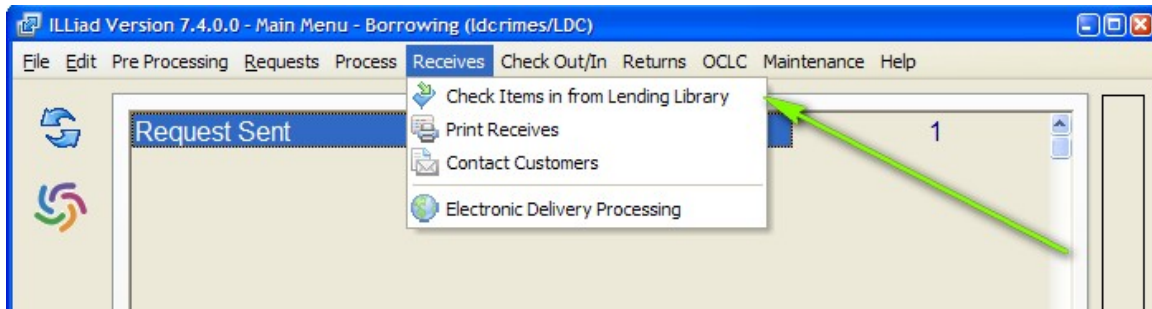 ILLiad Version 7.4.0.0 - Main Menu - Borrowing (ldcrimes/LDC)
File Edit Pre Processing Requests Process Receives Check Out/In Returns OCLC Maintenance Help
Check Items in from Lending Library
Request Sent 1
Print Receives
Contact Customers
Electronic Delivery Processing